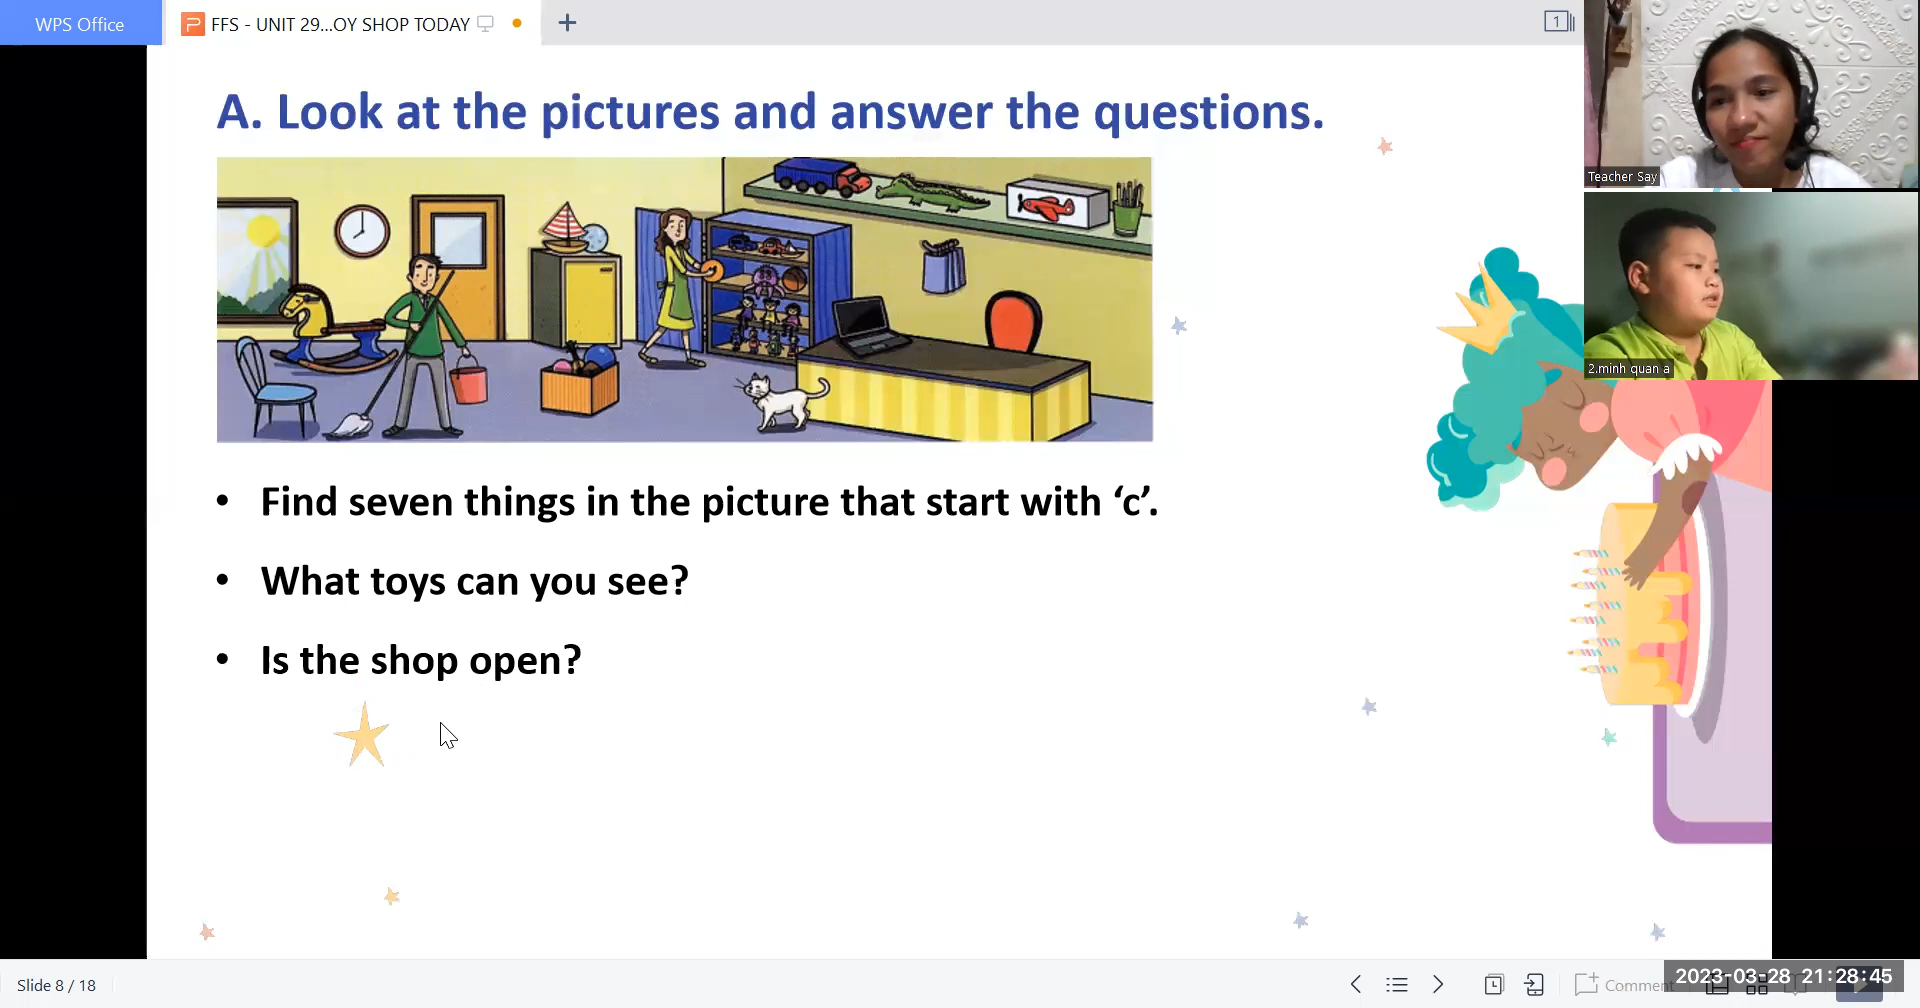 WPS Office
FFS - UNIT 29...OY SHOP TODAY
1
A. Look at the pictures and answer the questions.
Teacher Say
2.minh quan a
• Find seven things in the picture that start with ‘c’.
• What toys can you see?
• Is the shop open?
Slide 8 / 18
Comment
2023-03-28 21:28:45